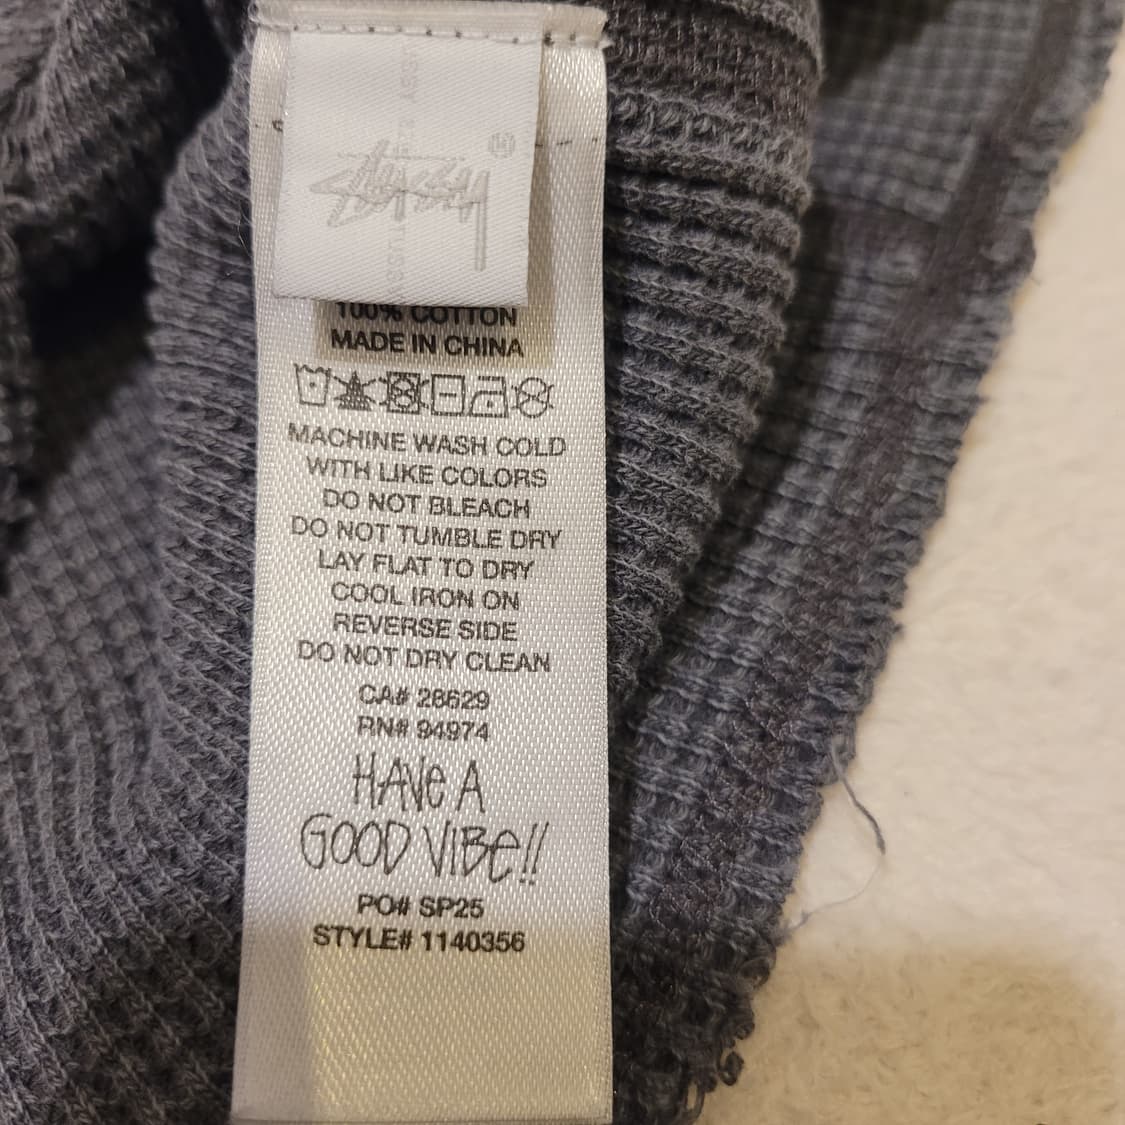 Stüssy
100% COTTON
MADE IN CHINA
MACHINE WASH COLD
WITH LIKE COLORS
DO NOT BLEACH
DO NOT TUMBLE DRY
LAY FLAT TO DRY
COOL IRON ON
REVERSE SIDE
DO NOT DRY CLEAN
CA# 28629
RN# 94974
HAVe A
GOOD VIBe!!
PO# SP25
STYLE# 1140356